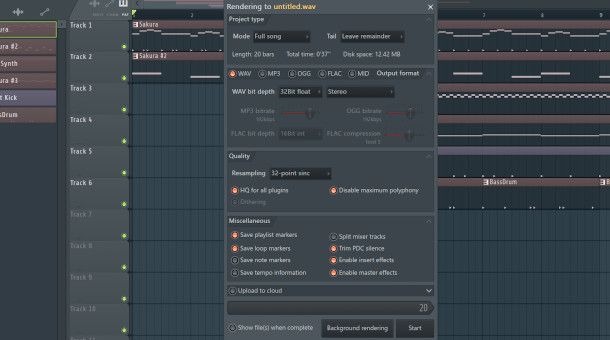 Rendering to untitled.wav
Project type
Mode Full song Tail Leave remainder
Length: 20 bars Total time: 0'37" Disk space: 12.42 MB
WAV MP3 OGG FLAC MID Output format
WAV bit depth 32Bit float Stereo
MP3 bitrate OGG bitrate
FLAC bit depth 16Bit int FLAC compression
Quality
Resampling 32-point sinc
HQ for all plugins Disable maximum polyphony
Dithering
Miscellaneous
Save playlist markers Split mixer tracks
Save loop markers Trim PDC silence
Save note markers Enable insert effects
Save tempo information Enable master effects
Upload to cloud
20
Show file(s) when complete Background rendering Start
PAT
1 2 7 8 9
Track 1 Sakura
Track 2 Sakura #2
Track 3
Track 4
Track 5
Track 6 BassDrum
Track 7
Track 8
Track 9
Track 10
ura
ura #2
Synth
ura #3
t Kick
ssDrum